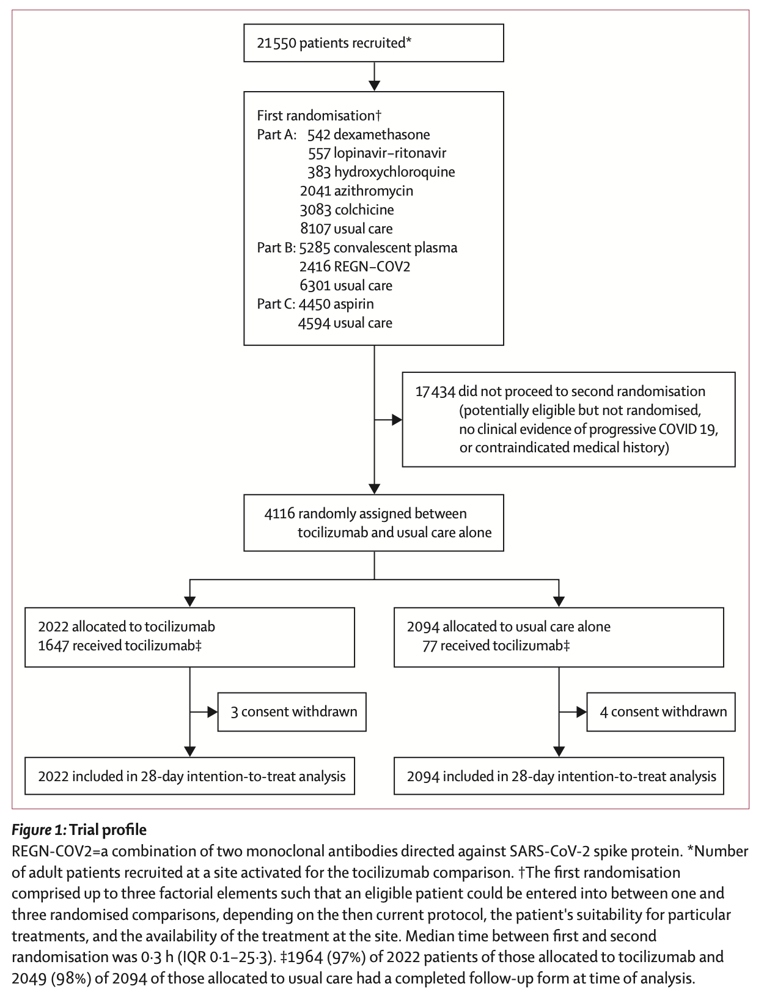 21 550 patients recruited*
First randomisation†
Part A: 542 dexamethasone
557 lopinavir–ritonavir
383 hydroxychloroquine
2041 azithromycin
3083 colchicine
8107 usual care
Part B: 5285 convalescent plasma
2416 REGN–COV2
6301 usual care
Part C: 4450 aspirin
4594 usual care
17 434 did not proceed to second randomisation
(potentially eligible but not randomised,
no clinical evidence of progressive COVID 19,
or contraindicated medical history)
4116 randomly assigned between
tocilizumab and usual care alone
2022 allocated to tocilizumab
1647 received tocilizumab‡
2094 allocated to usual care alone
77 received tocilizumab‡
3 consent withdrawn
4 consent withdrawn
2022 included in 28-day intention-to-treat analysis
2094 included in 28-day intention-to-treat analysis
Figure 1: Trial profile
REGN-COV2=a combination of two monoclonal antibodies directed against SARS-CoV-2 spike protein. *Number
of adult patients recruited at a site activated for the tocilizumab comparison. †The first randomisation
comprised up to three factorial elements such that an eligible patient could be entered into between one and
three randomised comparisons, depending on the then current protocol, the patient's suitability for particular
treatments, and the availability of the treatment at the site. Median time between first and second
randomisation was 0·3 h (IQR 0·1–25·3). ‡1964 (97%) of 2022 patients of those allocated to tocilizumab and
2049 (98%) of 2094 of those allocated to usual care had a completed follow-up form at time of analysis.